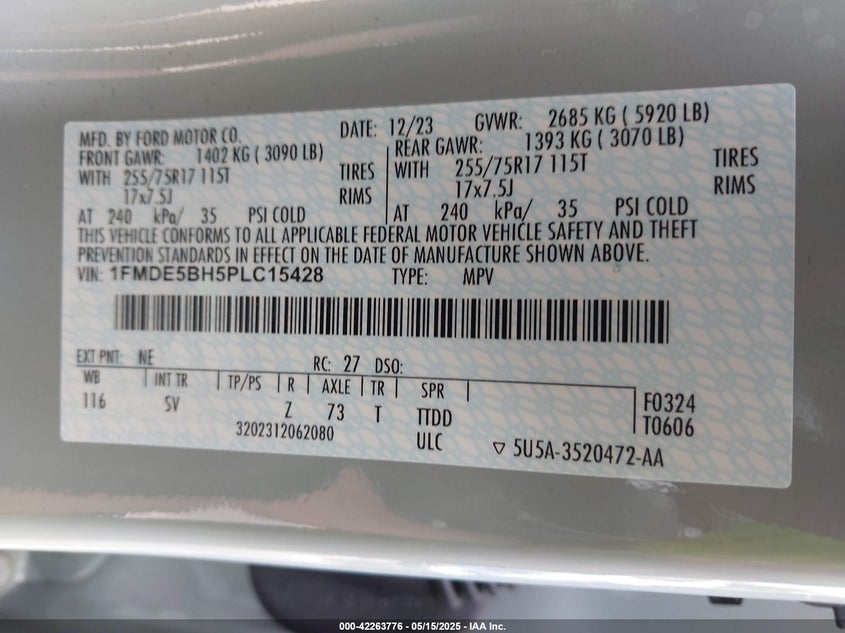 MFD. BY FORD MOTOR CO. DATE: 12/23 GVWR: 2685 KG ( 5920 LB)
FRONT GAWR: 1402 KG ( 3090 LB) REAR GAWR: 1393 KG ( 3070 LB)
WITH 255/75R17 115T TIRES WITH 255/75R17 115T TIRES
17x7.5J RIMS 17x7.5J RIMS
AT 240 kPa/ 35 PSI COLD AT 240 kPa/ 35 PSI COLD
THIS VEHICLE CONFORMS TO ALL APPLICABLE FEDERAL MOTOR VEHICLE SAFETY AND THEFT
PREVENTION STANDARDS IN EFFECT ON THE DATE OF MANUFACTURE SHOWN ABOVE.
VIN: 1FMDE5BH5PLC15428 TYPE: MPV
EXT PNT: NE RC: 27 DSO:
WB | INT TR | TP/PS | R | AXLE | TR | SPR |
116 SV Z 73 T TTDD F0324
3202312062080 ULC T0606
▽ 5U5A-3520472-AA
000-42263776 - 05/15/2025 - IAA Inc.